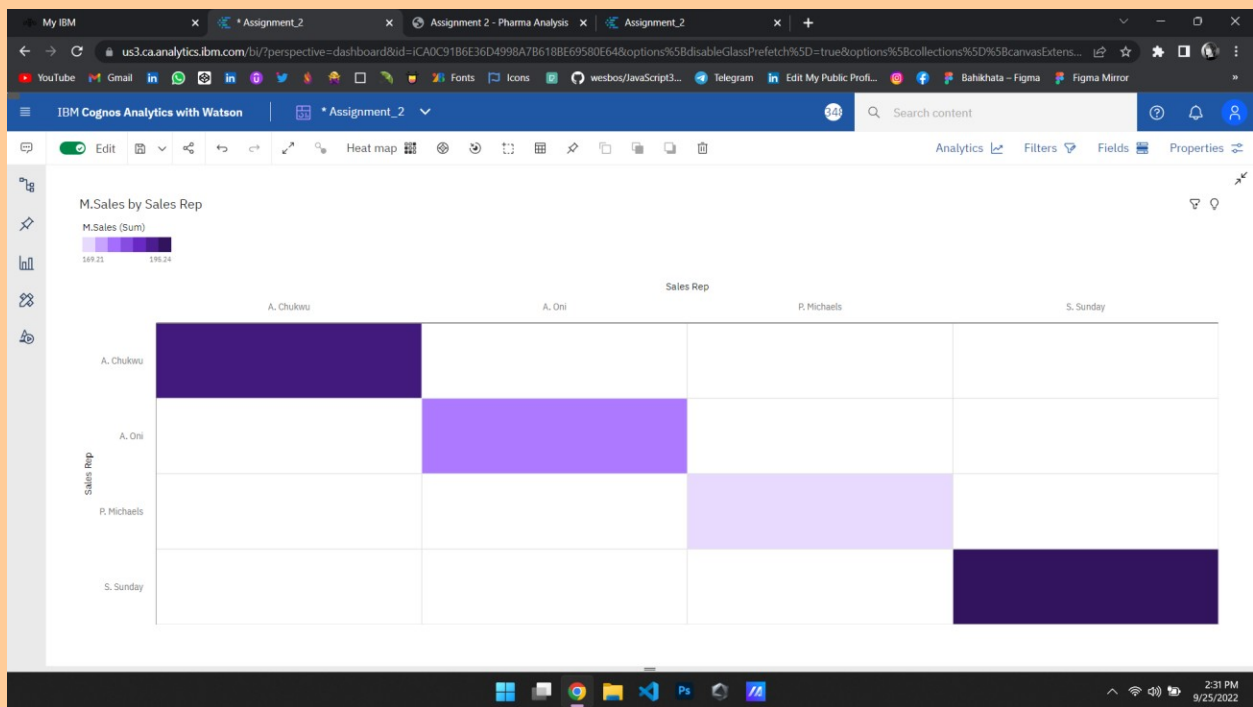 My IBM
* Assignment_2
Assignment 2 - Pharma Analysis
Assignment_2
us3.ca.analytics.ibm.com/bi/?perspective=dashboard&id=iCA0C91B6E36D4998A7B618BE69580E64&options%5BdisableGlassPrefetch%5D=true&options%5Bcollections%5D%5BcanvasExtens...
YouTube Gmail Fonts Icons wesbos/JavaScript3... Telegram Edit My Public Profi... Bahikhata – Figma Figma Mirror »
IBM Cognos Analytics with Watson * Assignment_2 Search content
Edit Heat map Analytics Filters Fields Properties
M.Sales by Sales Rep
M.Sales (Sum)
169.21 195.24
Sales Rep
A. Chukwu A. Oni P. Michaels S. Sunday
A. Chukwu
A. Oni
Sales Rep
P. Michaels
S. Sunday
Ps
2:31 PM
9/25/2022